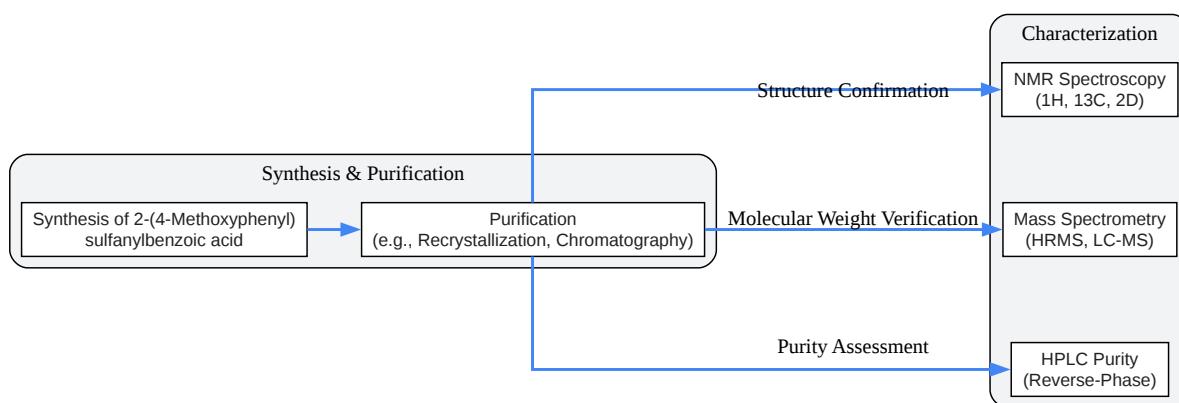 Characterization
NMR Spectroscopy
(1H, 13C, 2D)
Structure Confirmation
Synthesis & Purification
Synthesis of 2-(4-Methoxyphenyl)
sulfanylbenzoic acid
Purification
(e.g., Recrystallization, Chromatography)
Molecular Weight Verification
Mass Spectrometry
(HRMS, LC-MS)
Purity Assessment
HPLC Purity
(Reverse-Phase)